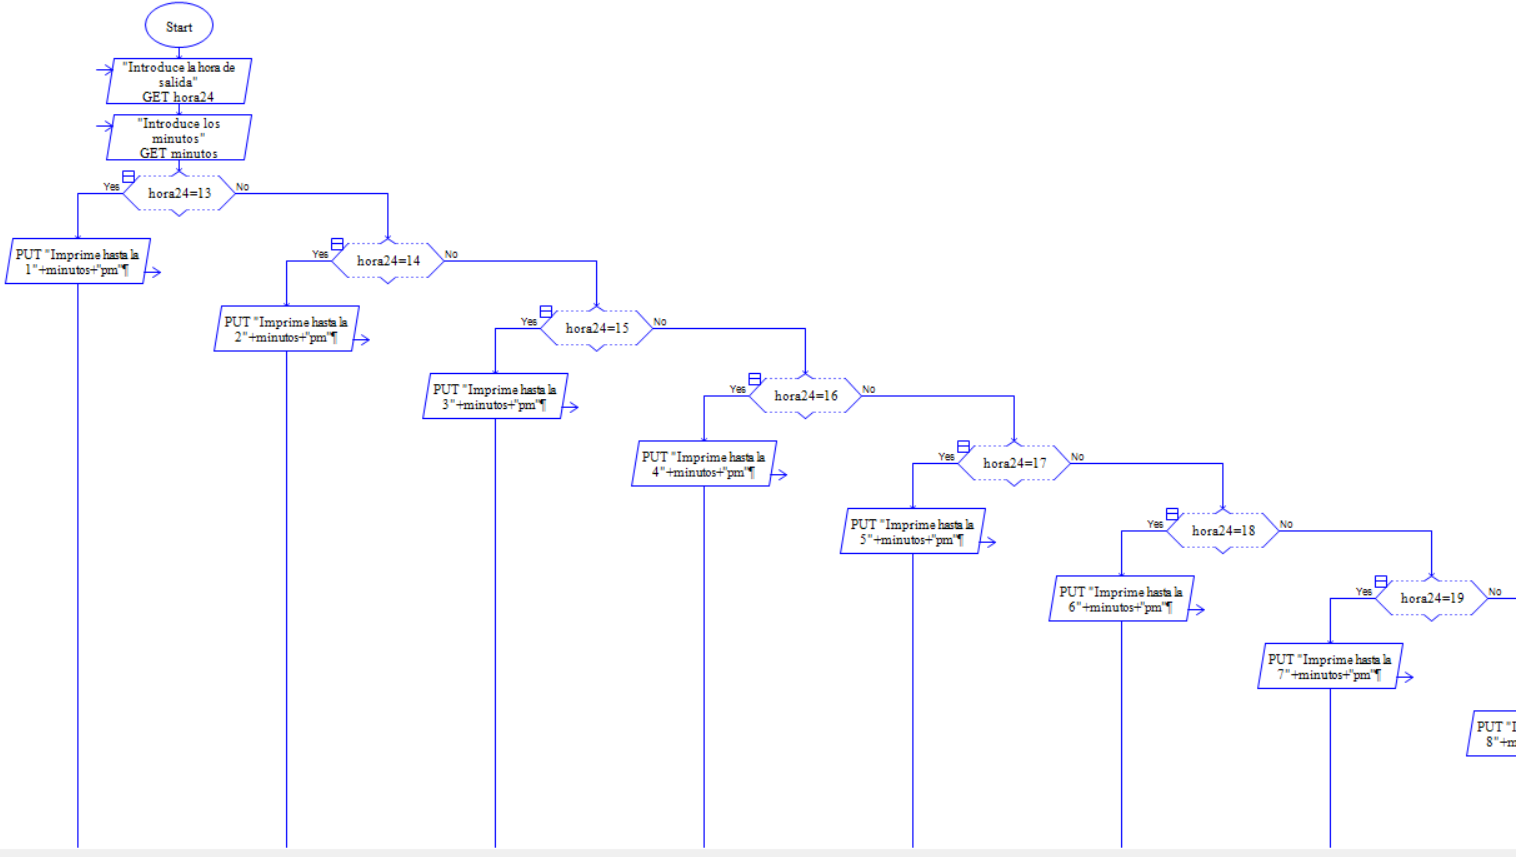 Start
"Introduce la hora de
salida"
GET hora24
"Introduce los
minutos"
GET minutos
Yes
hora24=13
No
PUT "Imprime hasta la
1"+minutos+"pm"¶
Yes
hora24=14
No
PUT "Imprime hasta la
2"+minutos+"pm"¶
Yes
hora24=15
No
PUT "Imprime hasta la
3"+minutos+"pm"¶
Yes
hora24=16
No
PUT "Imprime hasta la
4"+minutos+"pm"¶
Yes
hora24=17
No
PUT "Imprime hasta la
5"+minutos+"pm"¶
Yes
hora24=18
No
PUT "Imprime hasta la
6"+minutos+"pm"¶
Yes
hora24=19
No
PUT "Imprime hasta la
7"+minutos+"pm"¶
PUT "I
8"+m